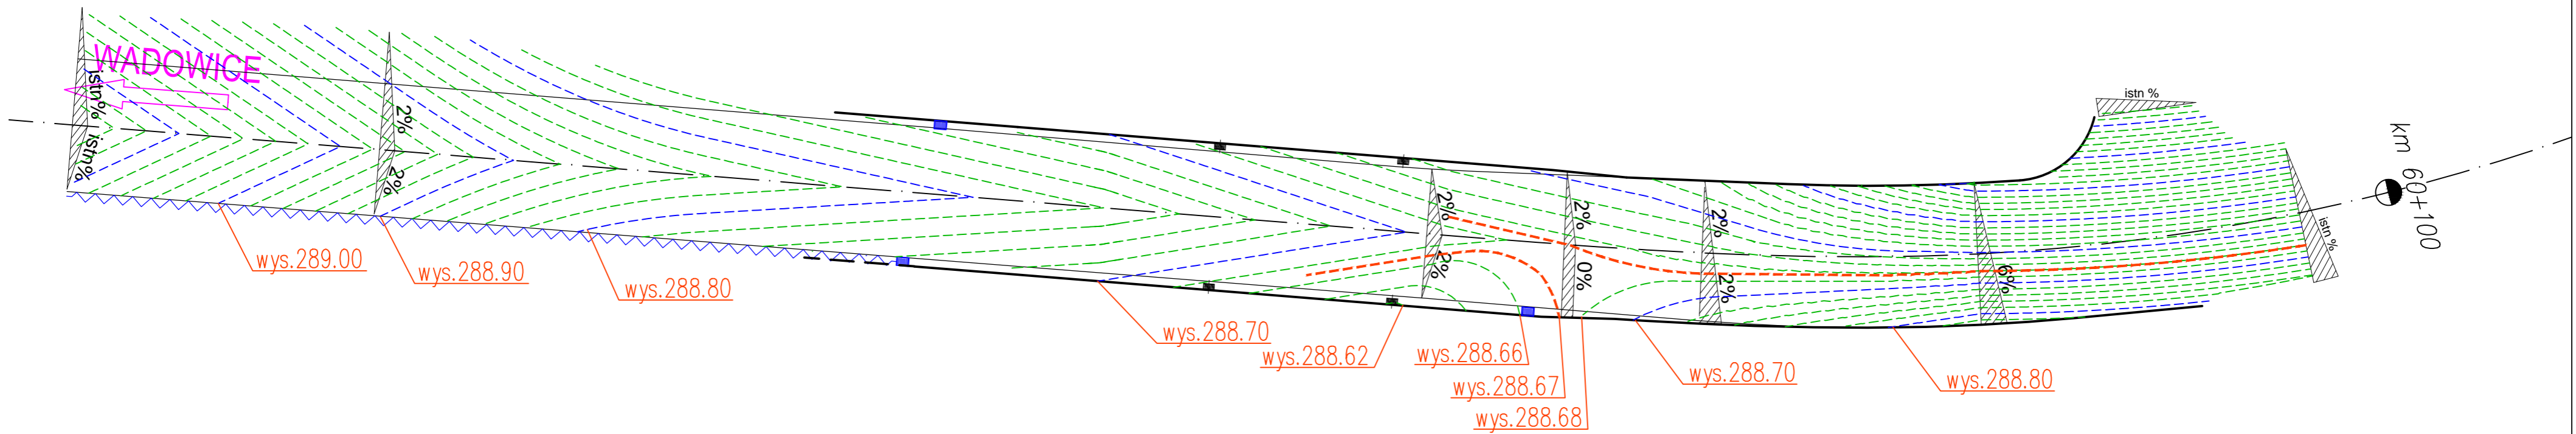 WADOWICE
istn% istn%
2%
2%
wys.289.00
wys.288.90
wys.288.80
wys.288.70
wys.288.62
wys.288.66
wys.288.67
wys.288.68
2%
2%
2%
0%
2%
2%
wys.288.70
wys.288.80
6%
istn %
istn %
km 60+100